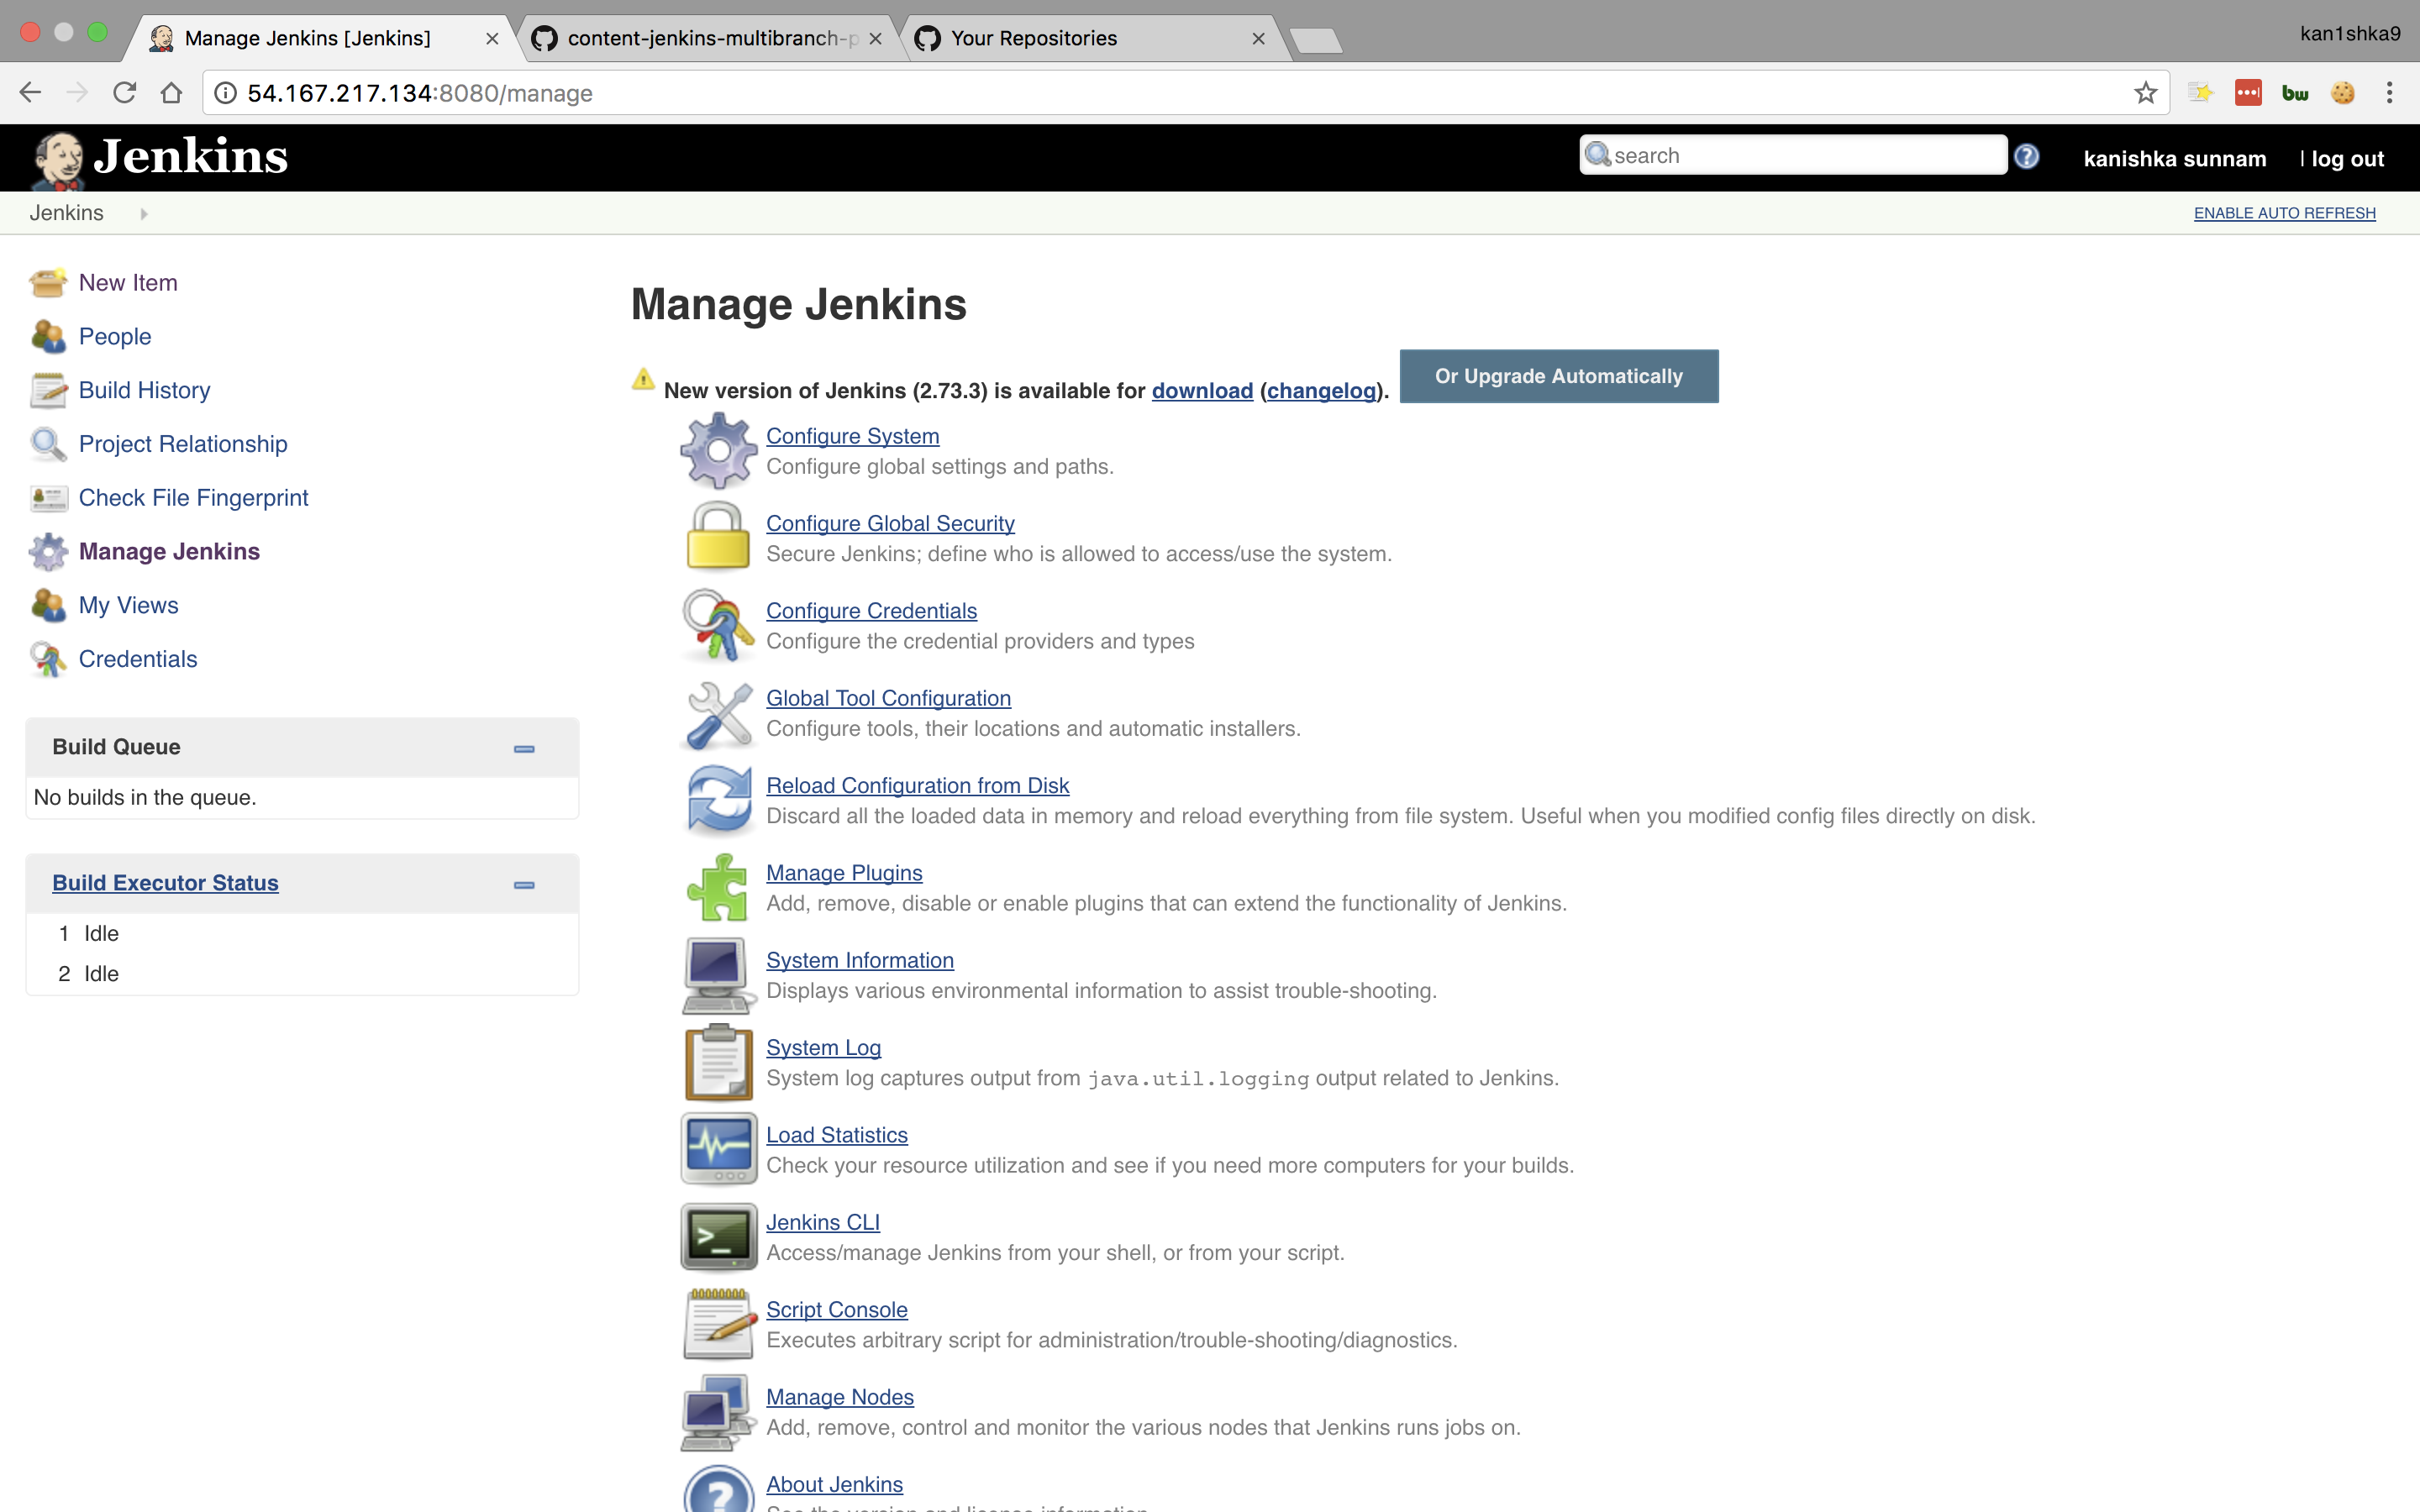 Manage Jenkins [Jenkins]
content-jenkins-multibranch-p
Your Repositories
kan1shka9
54.167.217.134:8080/manage
bw
Jenkins
search
kanishka sunnam
| log out
Jenkins
ENABLE AUTO REFRESH
New Item
People
Build History
Project Relationship
Check File Fingerprint
Manage Jenkins
My Views
Credentials
Build Queue
No builds in the queue.
Build Executor Status
1 Idle
2 Idle
Manage Jenkins
New version of Jenkins (2.73.3) is available for download (changelog).
Or Upgrade Automatically
Configure System
Configure global settings and paths.
Configure Global Security
Secure Jenkins; define who is allowed to access/use the system.
Configure Credentials
Configure the credential providers and types
Global Tool Configuration
Configure tools, their locations and automatic installers.
Reload Configuration from Disk
Discard all the loaded data in memory and reload everything from file system. Useful when you modified config files directly on disk.
Manage Plugins
Add, remove, disable or enable plugins that can extend the functionality of Jenkins.
System Information
Displays various environmental information to assist trouble-shooting.
System Log
System log captures output from java.util.logging output related to Jenkins.
Load Statistics
Check your resource utilization and see if you need more computers for your builds.
Jenkins CLI
Access/manage Jenkins from your shell, or from your script.
Script Console
Executes arbitrary script for administration/trouble-shooting/diagnostics.
Manage Nodes
Add, remove, control and monitor the various nodes that Jenkins runs jobs on.
About Jenkins
See the version and license information.